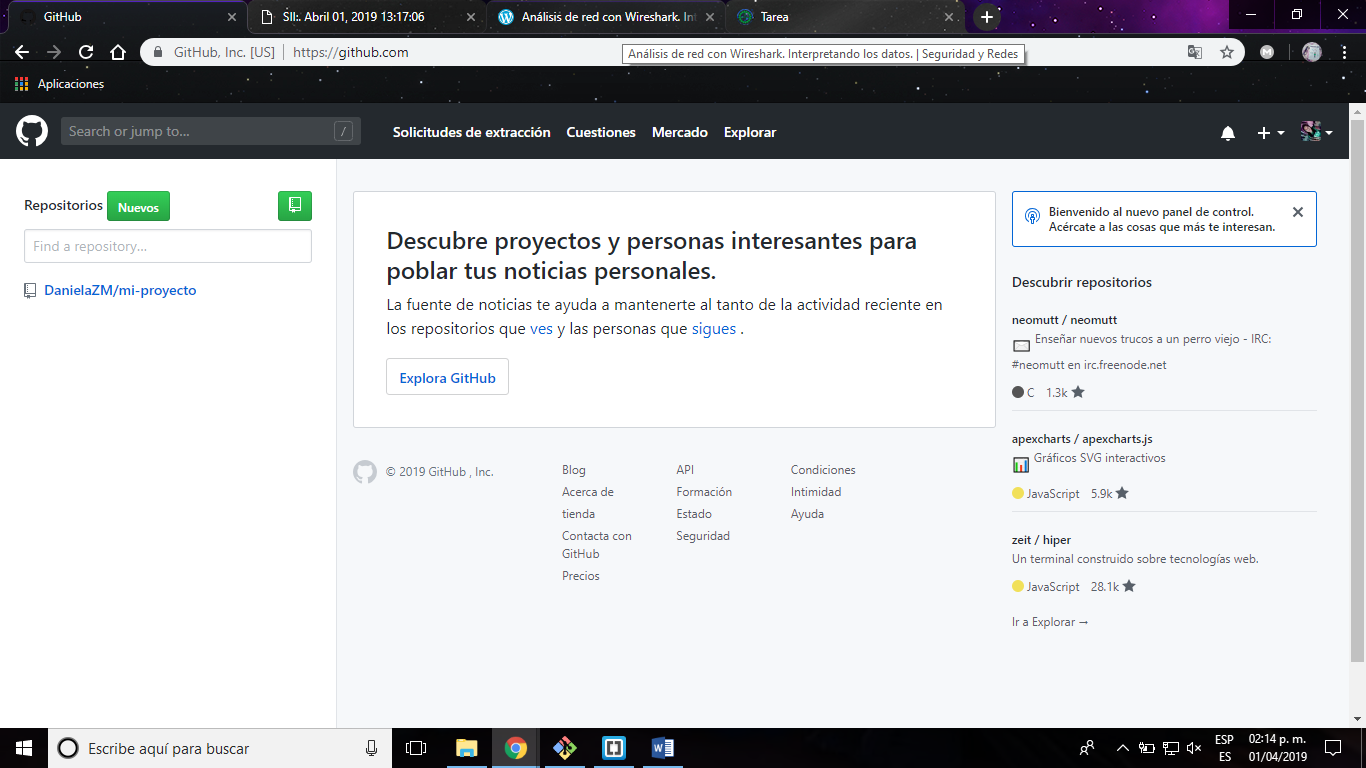 GitHub
SII:. Abril 01, 2019 13:17:06
Análisis de red con Wireshark. Int
Tarea
GitHub, Inc. [US]
https://github.com
Análisis de red con Wireshark. Interpretando los datos. | Seguridad y Redes
M
Aplicaciones
Search or jump to...
/
Solicitudes de extracción
Cuestiones
Mercado
Explorar
Repositorios
Nuevos
Find a repository...
DanielaZM/mi-proyecto
Descubre proyectos y personas interesantes para
poblar tus noticias personales.
La fuente de noticias te ayuda a mantenerte al tanto de la actividad reciente en
los repositorios que ves y las personas que sigues .
Explora GitHub
Bienvenido al nuevo panel de control.
Acércate a las cosas que más te interesan.
Descubrir repositorios
neomutt / neomutt
Enseñar nuevos trucos a un perro viejo - IRC:
#neomutt en irc.freenode.net
C 1.3k
apexcharts / apexcharts.js
Gráficos SVG interactivos
JavaScript 5.9k
zeit / hiper
Un terminal construido sobre tecnologías web.
JavaScript 28.1k
Ir a Explorar →
© 2019 GitHub , Inc.
Blog
Acerca de
tienda
Contacta con
GitHub
Precios
API
Formación
Estado
Seguridad
Condiciones
Intimidad
Ayuda
Escribe aquí para buscar
ESP
ES
02:14 p. m.
01/04/2019